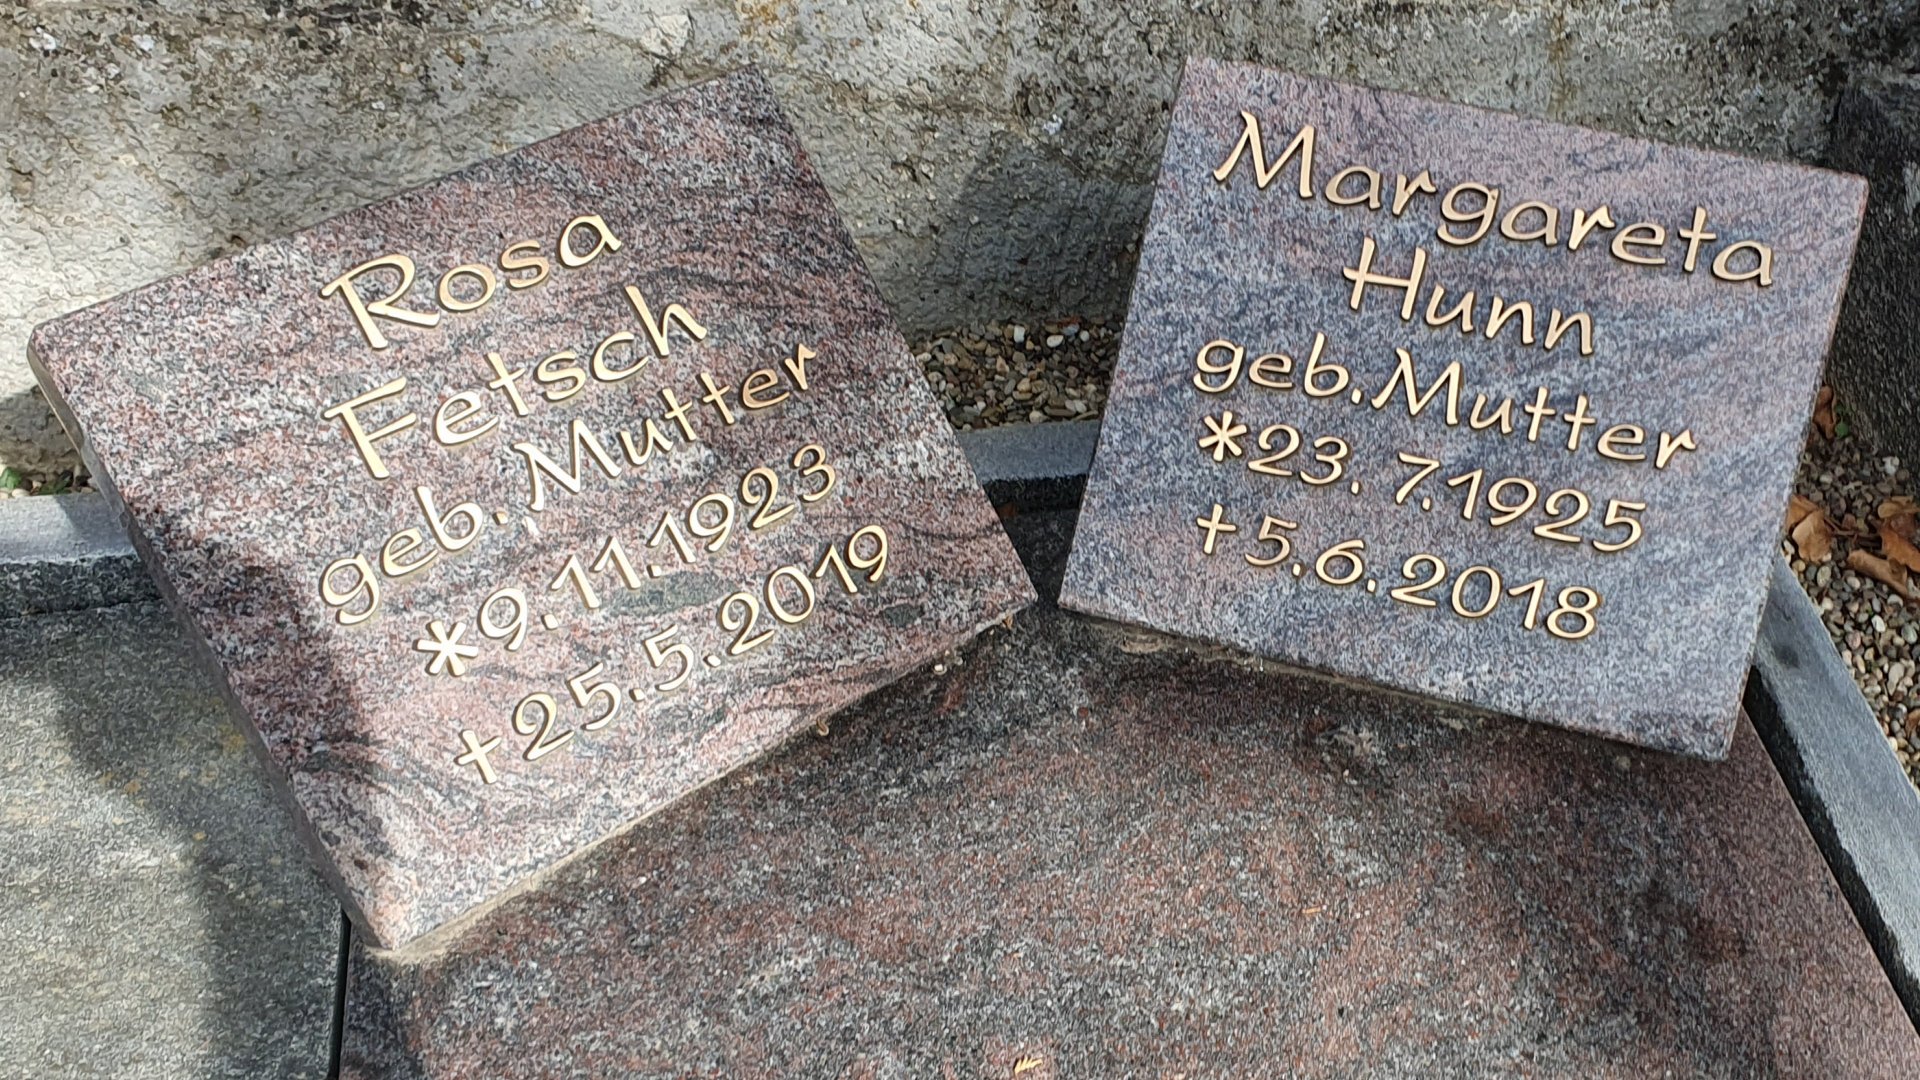 Rosa
Fetsch
geb. Mutter
*9.11.1923
†25.5.2019
Margareta
Hunn
geb. Mutter
*23. 7.1925
†5.6.2018